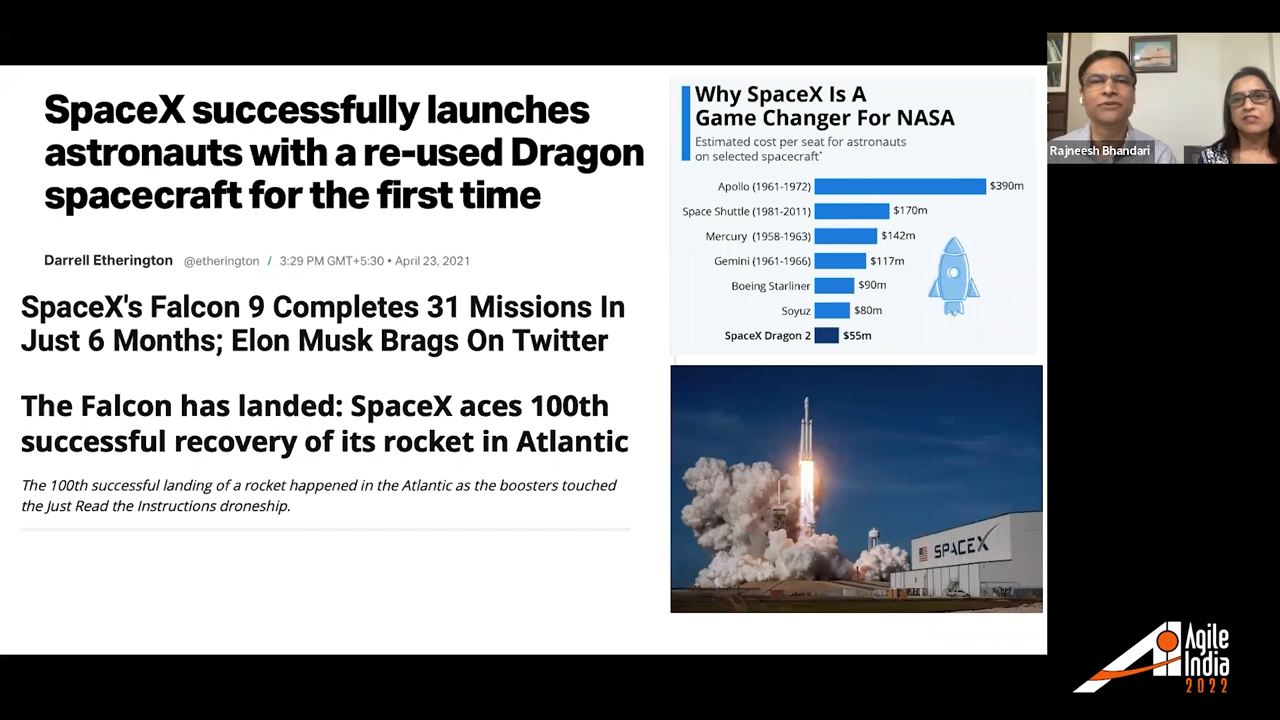 SpaceX successfully launches
astronauts with a re-used Dragon
spacecraft for the first time
Darrell Etherington @etherington / 3:29 PM GMT+5:30 • April 23, 2021
SpaceX's Falcon 9 Completes 31 Missions In
Just 6 Months; Elon Musk Brags On Twitter
The Falcon has landed: SpaceX aces 100th
successful recovery of its rocket in Atlantic
The 100th successful landing of a rocket happened in the Atlantic as the boosters touched
the Just Read the Instructions droneship.
Why SpaceX Is A
Game Changer For NASA
Estimated cost per seat for astronauts
on selected spacecraft*
Apollo (1961-1972) $390m
Space Shuttle (1981-2011) $170m
Mercury (1958-1963) $142m
Gemini (1961-1966) $117m
Boeing Starliner $90m
Soyuz $80m
SpaceX Dragon 2 $55m
SPACEX
Rajneesh Bhandari
Agile
India
2022